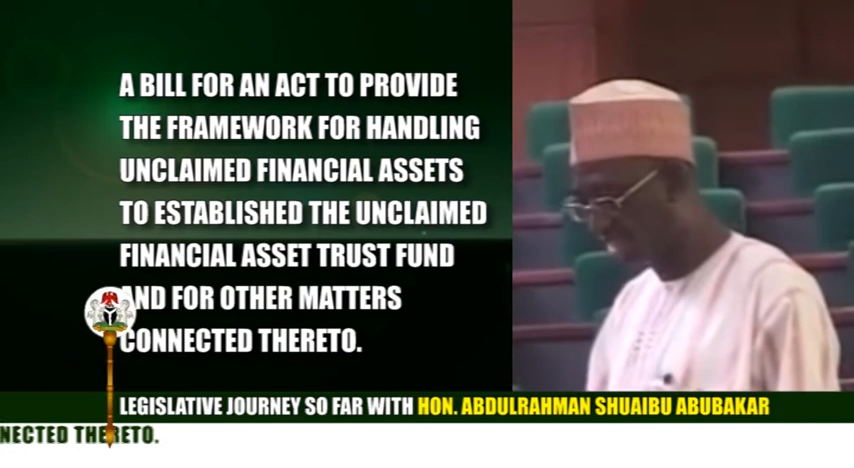 A BILL FOR AN ACT TO PROVIDE
THE FRAMEWORK FOR HANDLING
UNCLAIMED FINANCIAL ASSETS
TO ESTABLISHED THE UNCLAIMED
FINANCIAL ASSET TRUST FUND
AND FOR OTHER MATTERS
CONNECTED THERETO.
LEGISLATIVE JOURNEY SO FAR WITH HON. ABDULRAHMAN SHUAIBU ABUBAKAR
NECTED THERETO.